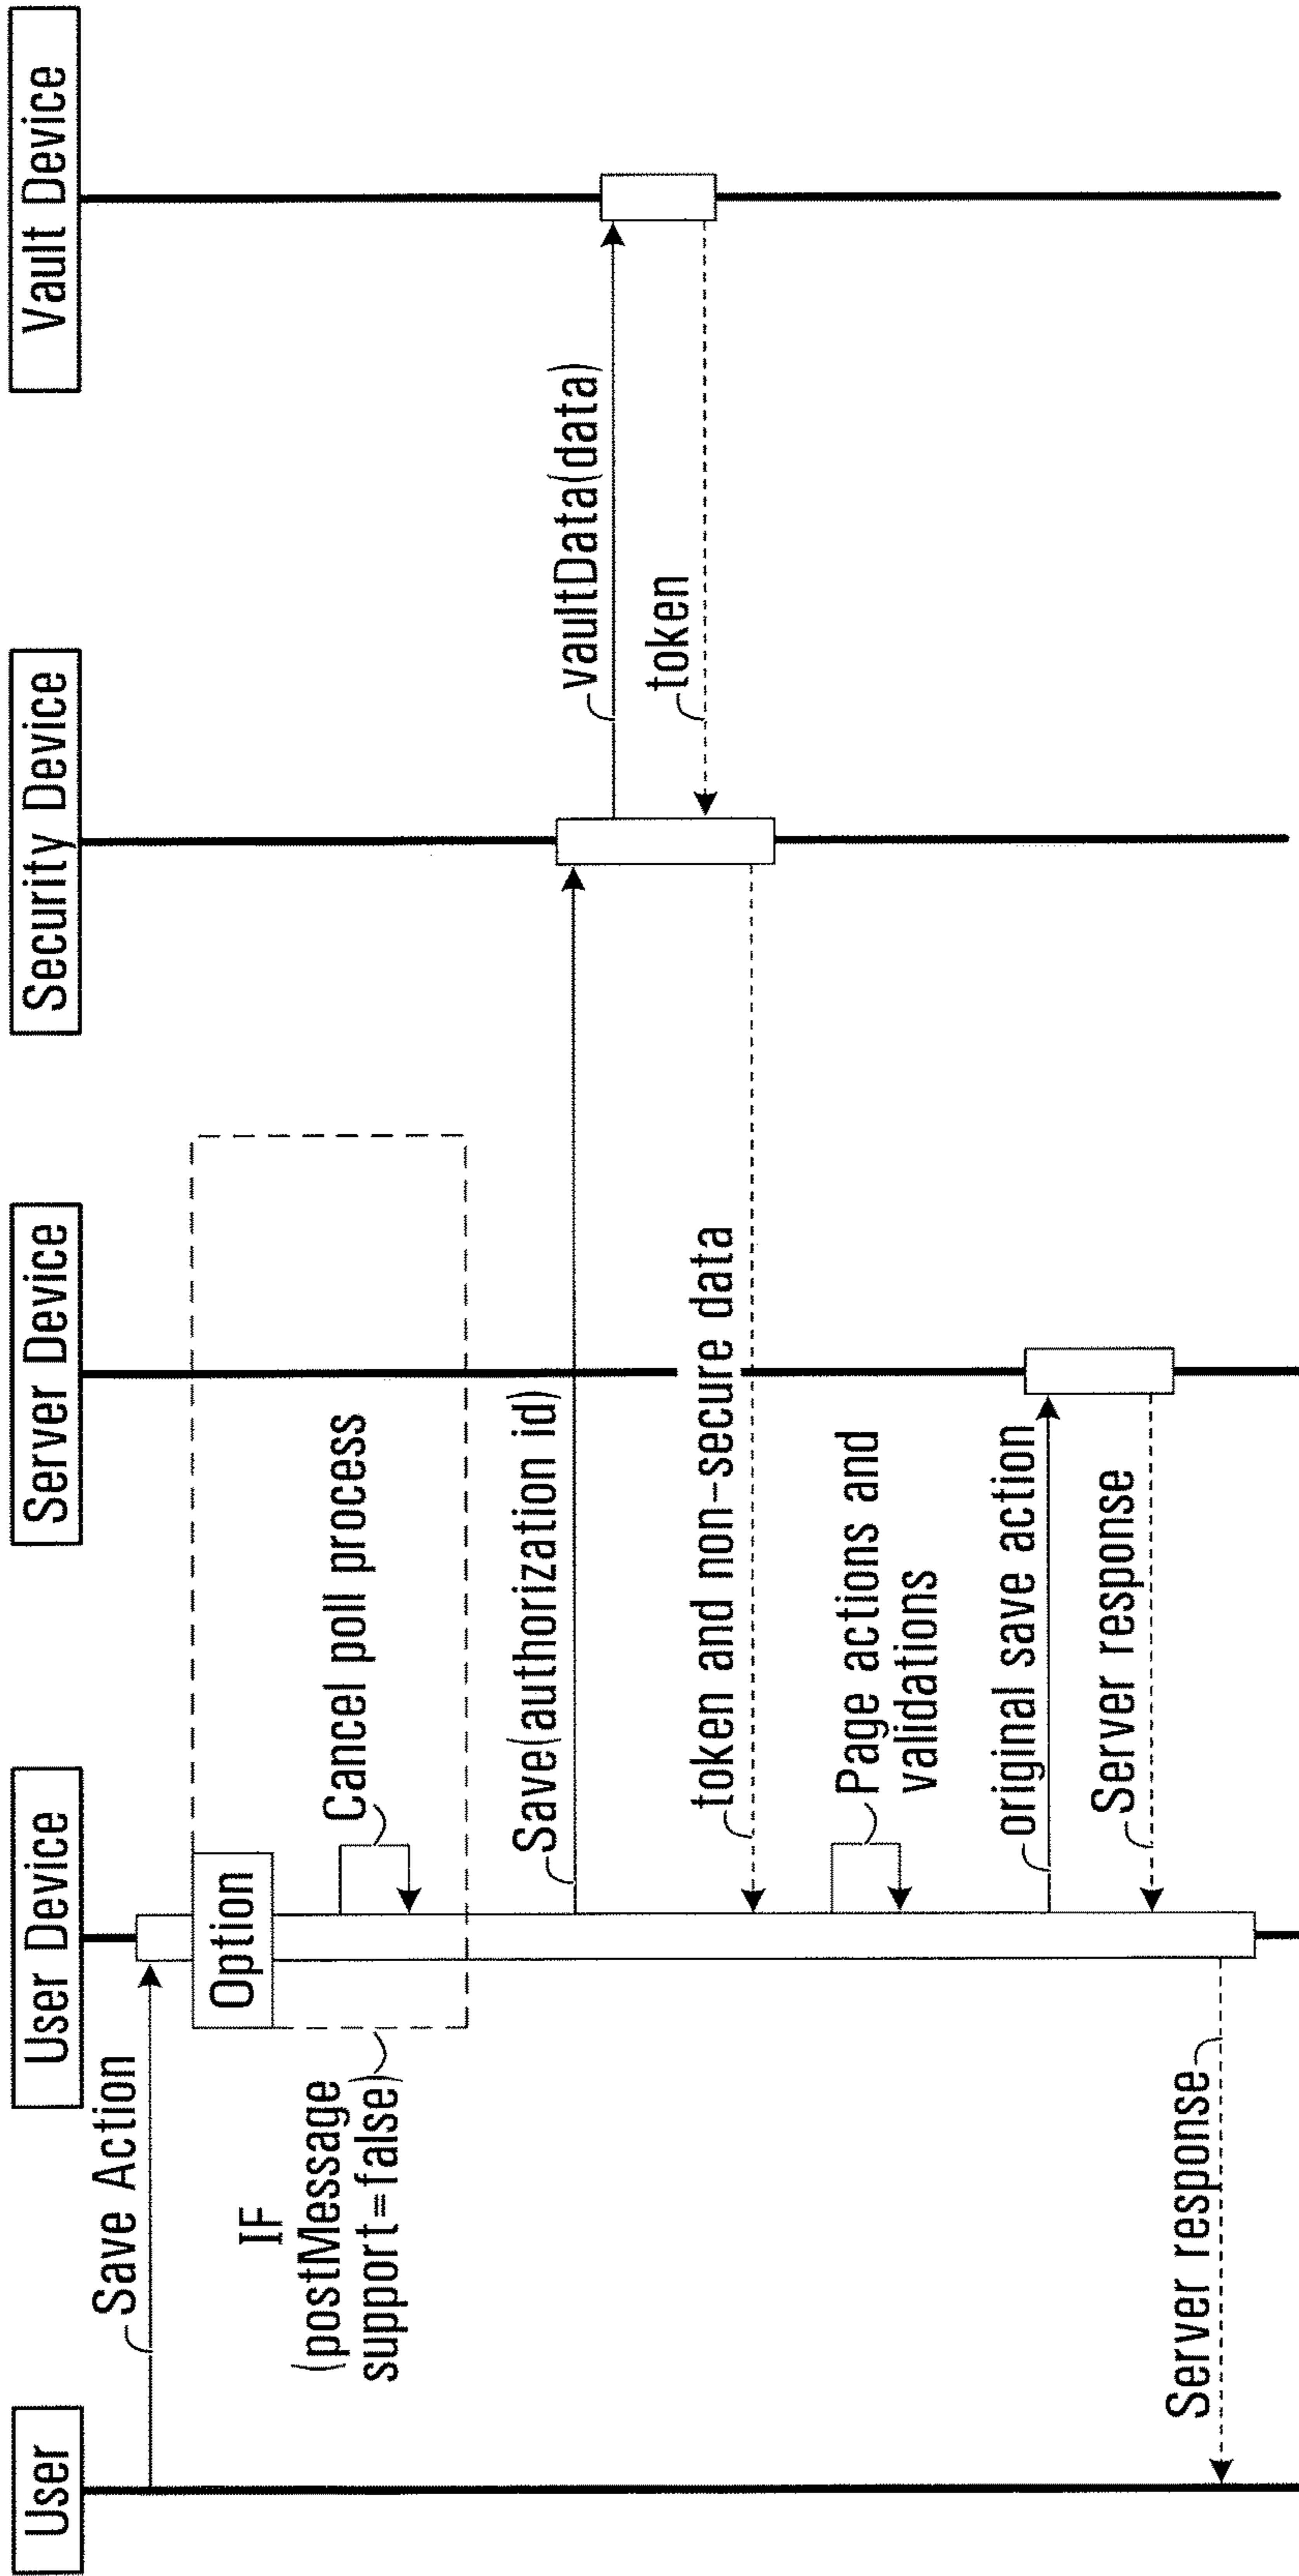 User
User Device
Server Device
Security Device
Vault Device
Save Action
Option
IF
(postMessage
support=false)
Cancel poll process
Save(authorization id)
vaultData(data)
token
token and non-secure data
Page actions and
validations
original save action
Server response
Server response